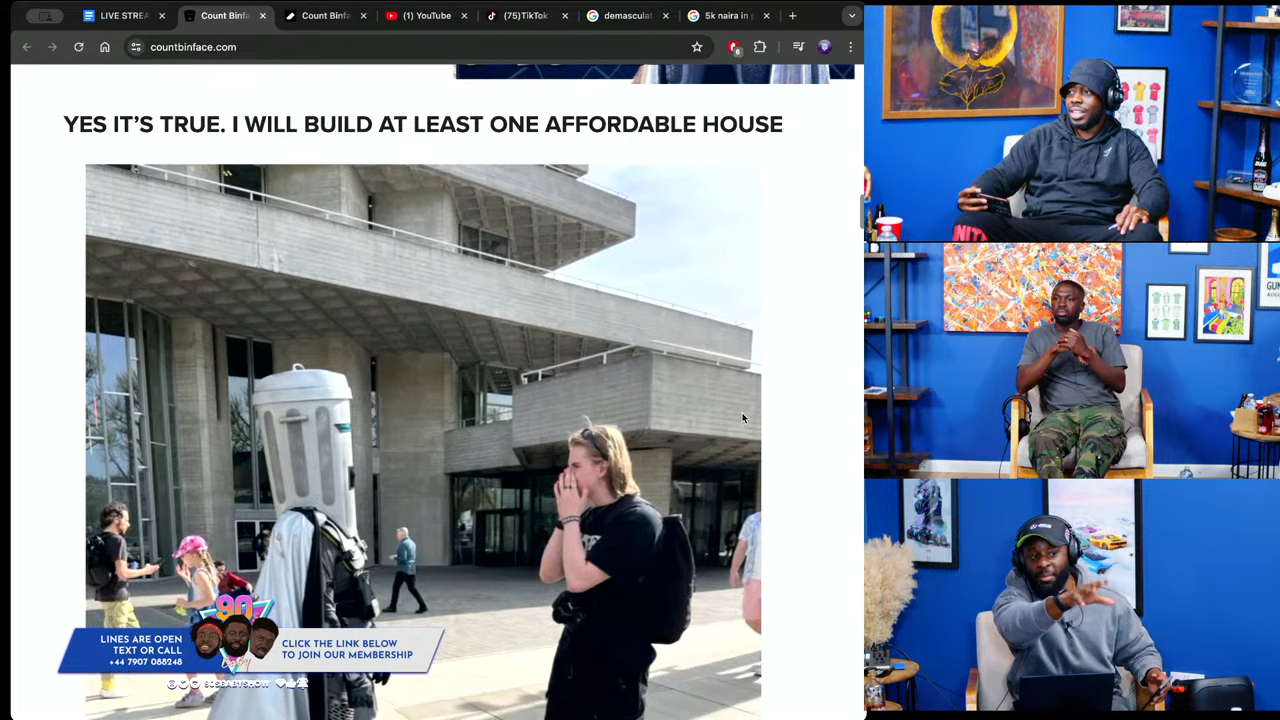 LIVE STREA
Count Binfa
Count Binfa
(1) YouTube
(75)TikTok
demasculat
5k naira in
countbinface.com
YES IT'S TRUE. I WILL BUILD AT LEAST ONE AFFORDABLE HOUSE
90
LINES ARE OPEN
TEXT OR CALL
+44 7907 088248
CLICK THE LINK BELOW
TO JOIN OUR MEMBERSHIP
90SBABYSHOW